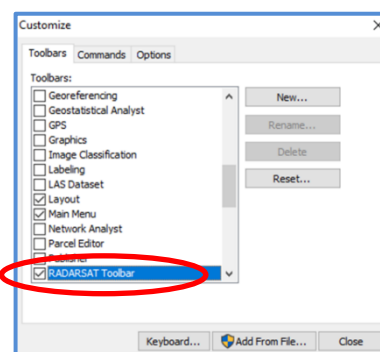 Customize
Toolbars Commands Options
Toolbars:
Georeferencing
Geostatistical Analyst
GPS
Graphics
Image Classification
Labeling
LAS Dataset
Layout
Main Menu
Network Analyst
Parcel Editor
Publisher
RADARSAT Toolbar
New...
Rename...
Delete
Reset...
Keyboard... Add From File... Close